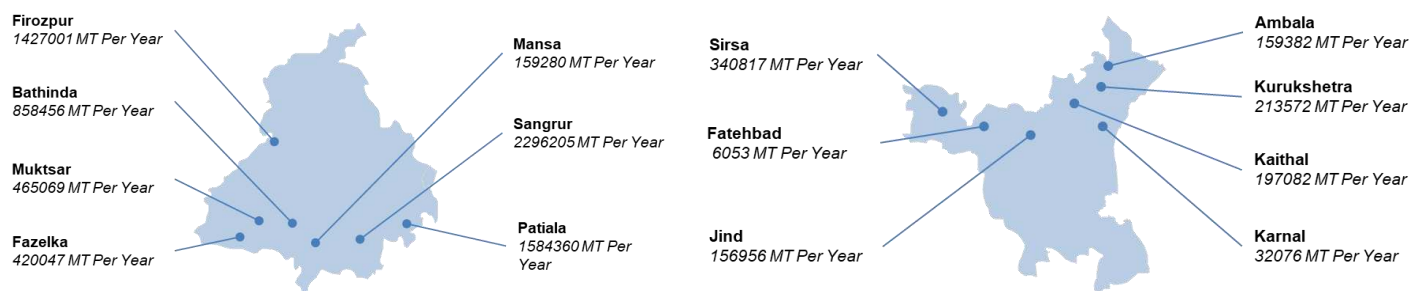 Firozpur
1427001 MT Per Year
Bathinda
858456 MT Per Year
Muktsar
465069 MT Per Year
Fazelka
420047 MT Per Year
Mansa
159280 MT Per Year
Sangrur
2296205 MT Per Year
Patiala
1584360 MT Per
Year
Sirsa
340817 MT Per Year
Fatehbad
6053 MT Per Year
Jind
156956 MT Per Year
Ambala
159382 MT Per Year
Kurukshetra
213572 MT Per Year
Kaithal
197082 MT Per Year
Karnal
32076 MT Per Year